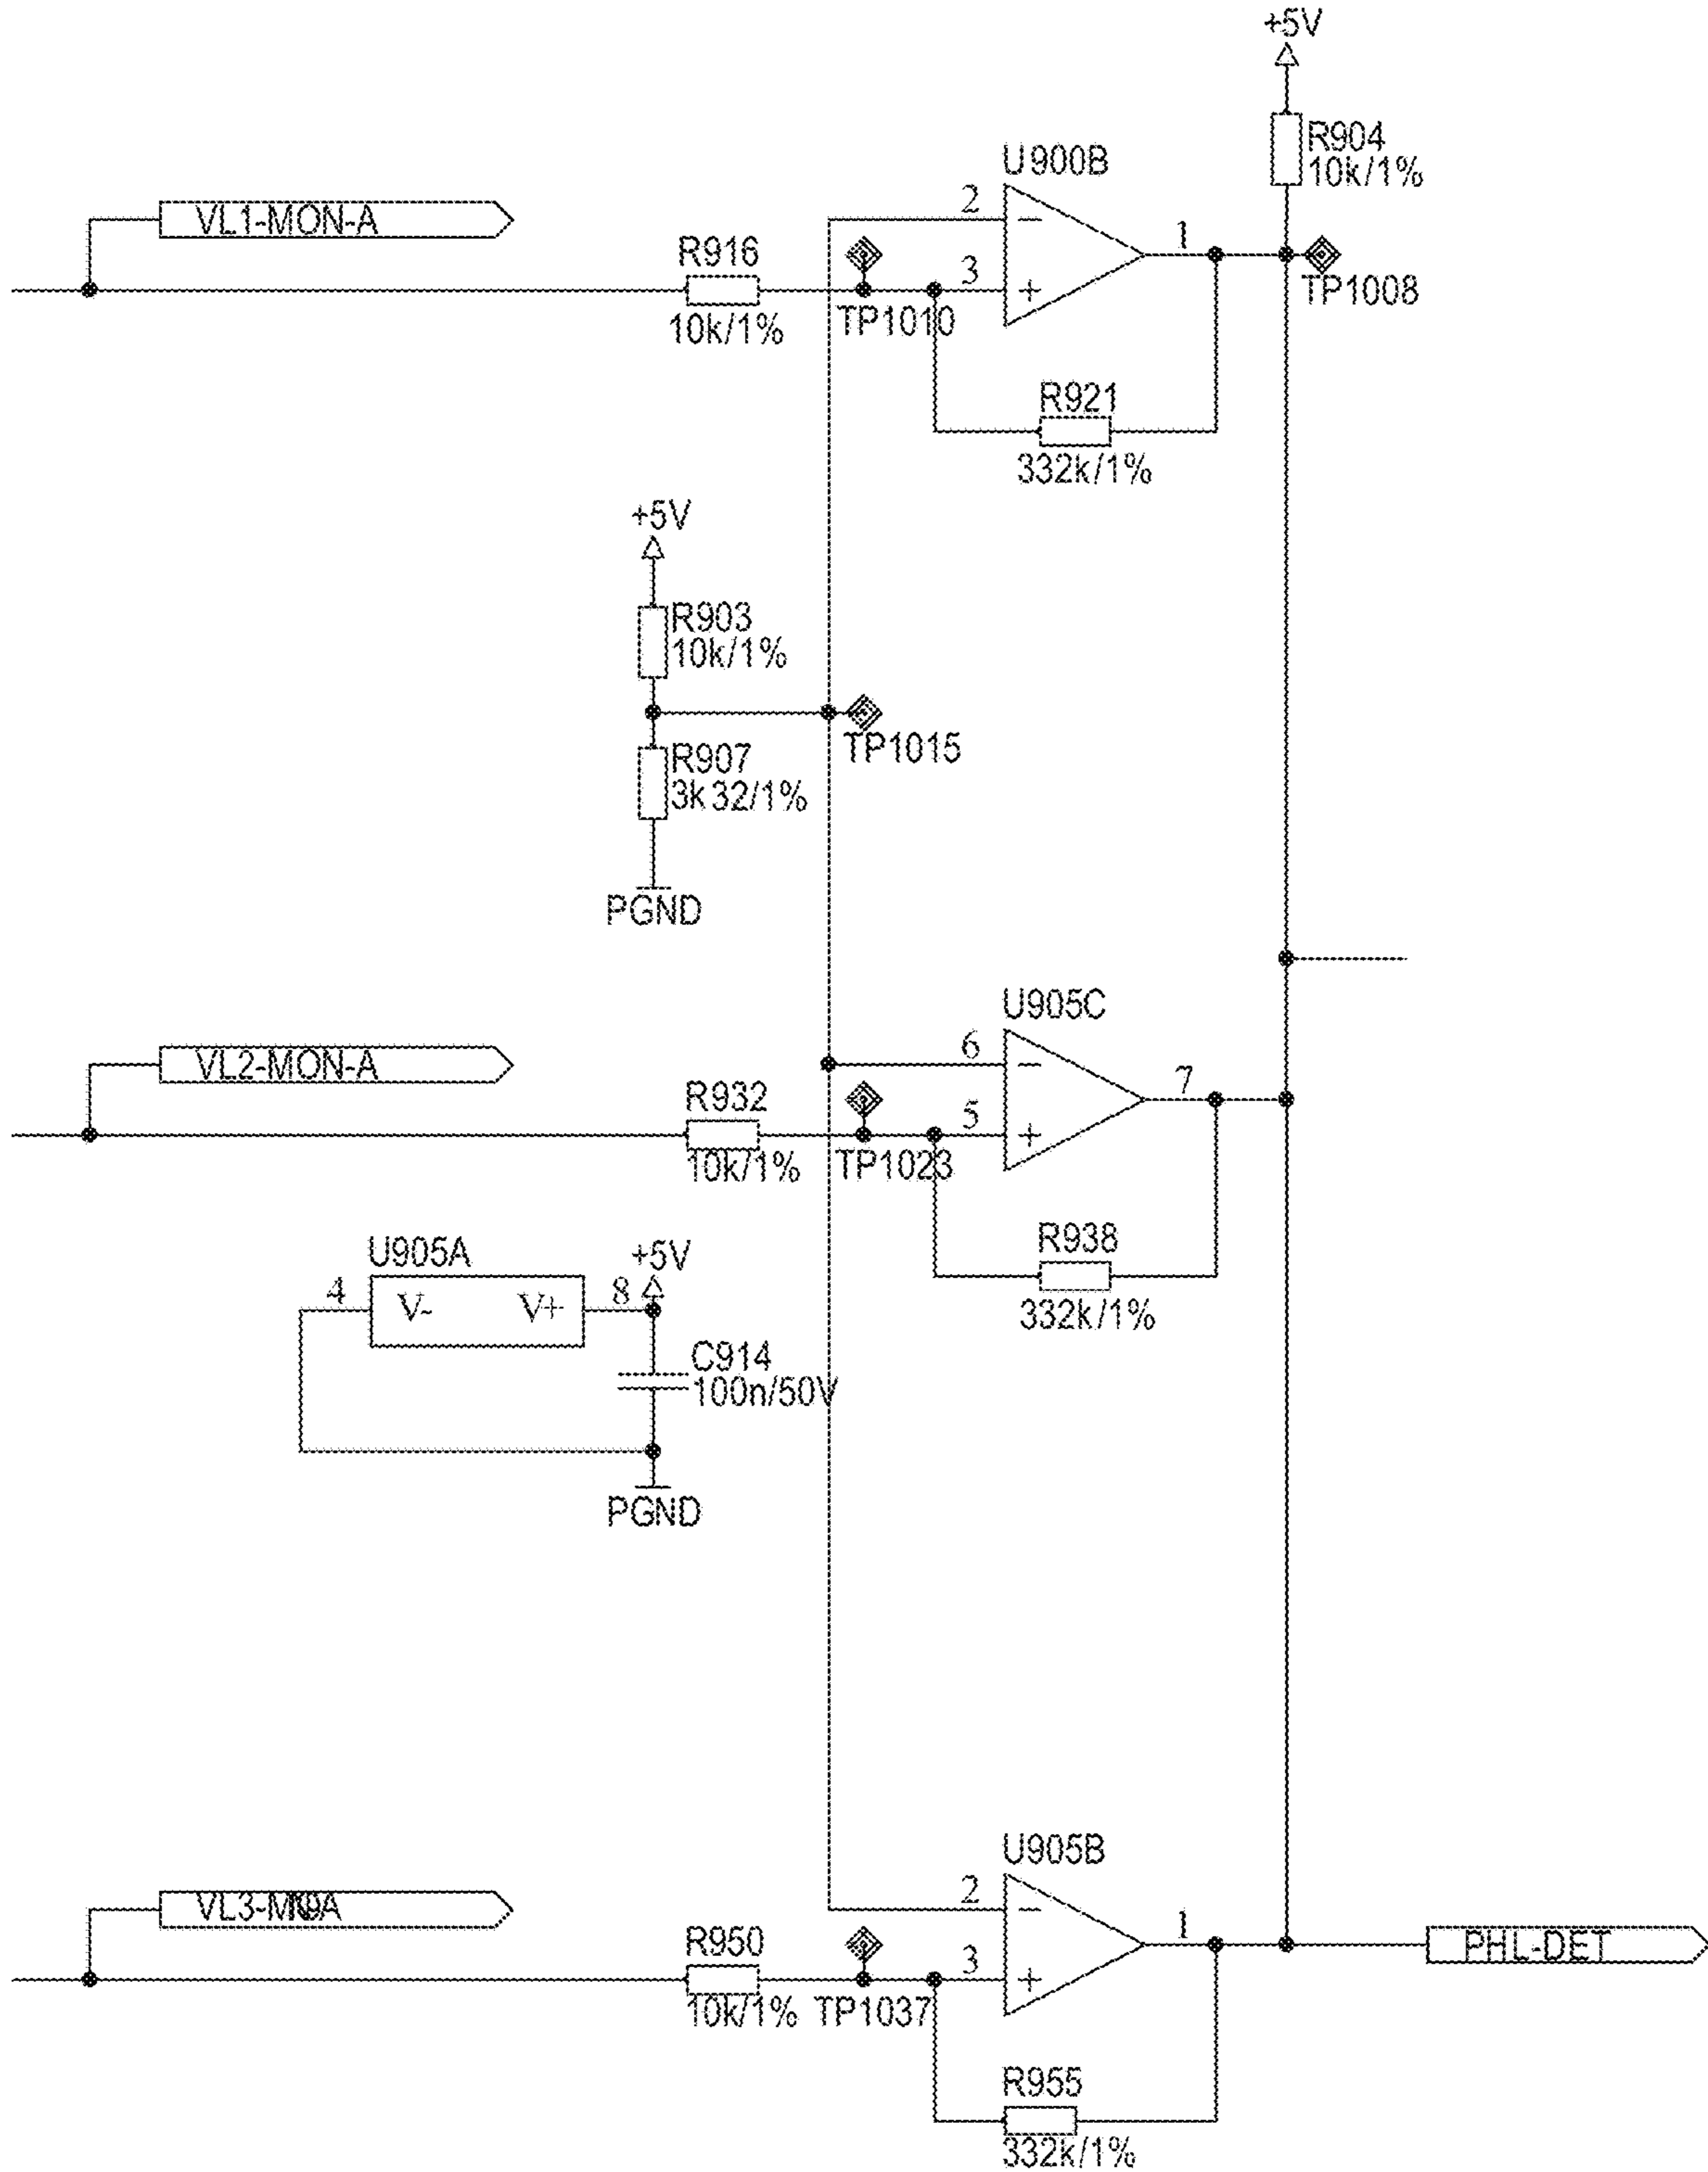 +5V
R904
10k/1%
U900B
2
-
3
+
1
VL1-MON-A
R916
10k/1%
TP1010
TP1008
R921
332k/1%
+5V
R903
10k/1%
TP1015
R907
3k32/1%
PGND
U905C
6
-
5
+
7
VL2-MON-A
R932
10k/1%
TP1023
R938
332k/1%
U905A
+5V
4
V-
V+
8
C914
100n/50V
PGND
U905B
2
-
3
+
1
R950
10k/1%
TP1037
PHL-DET
R955
332k/1%